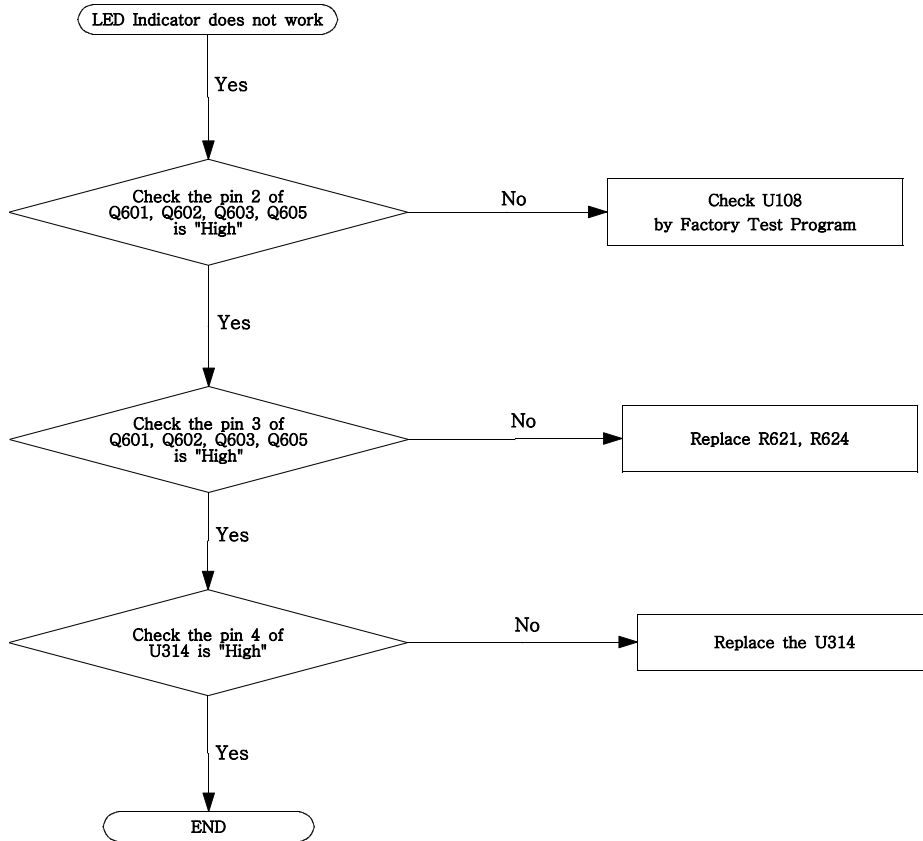 LED Indicator does not work
Yes
Check the pin 2 of
Q601, Q602, Q603, Q605
is "High"
No
Check U108
by Factory Test Program
Yes
Check the pin 3 of
Q601, Q602, Q603, Q605
is "High"
No
Replace R621, R624
Yes
Check the pin 4 of
U314 is "High"
No
Replace the U314
Yes
END